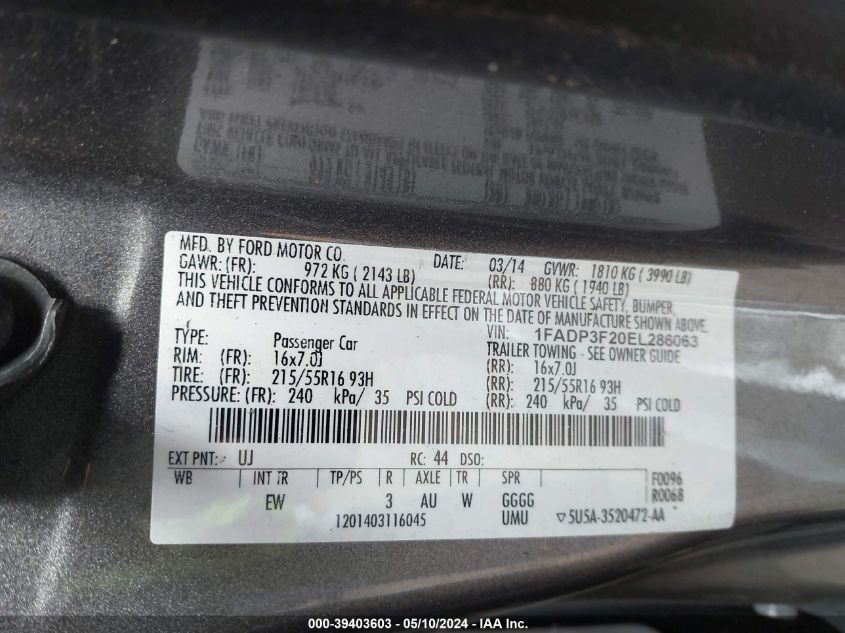 MFD. BY FORD MOTOR CO.
DATE: 03/14 GVWR: 1810 KG ( 3990 LB)
GAWR: (FR): 972 KG ( 2143 LB) (RR): 880 KG ( 1940 LB)
THIS VEHICLE CONFORMS TO ALL APPLICABLE FEDERAL MOTOR VEHICLE SAFETY, BUMPER,
AND THEFT PREVENTION STANDARDS IN EFFECT ON THE DATE OF MANUFACTURE SHOWN ABOVE.
VIN: 1FADP3F20EL286063
TYPE: Passenger Car TRAILER TOWING - SEE OWNER GUIDE
RIM: (FR): 16x7.0J (RR): 16x7.0J
TIRE: (FR): 215/55R16 93H (RR): 215/55R16 93H
PRESSURE: (FR): 240 kPa/ 35 PSI COLD (RR): 240 kPa/ 35 PSI COLD
EXT PNT: UJ RC: 44 DSO:
WB INT TR TP/PS R AXLE TR SPR F0096
EW 3 AU W GGGG R0068
1201403116045 UMU ▽5U5A-3520472-AA
000-39403603 - 05/10/2024 - © IAA, Inc.